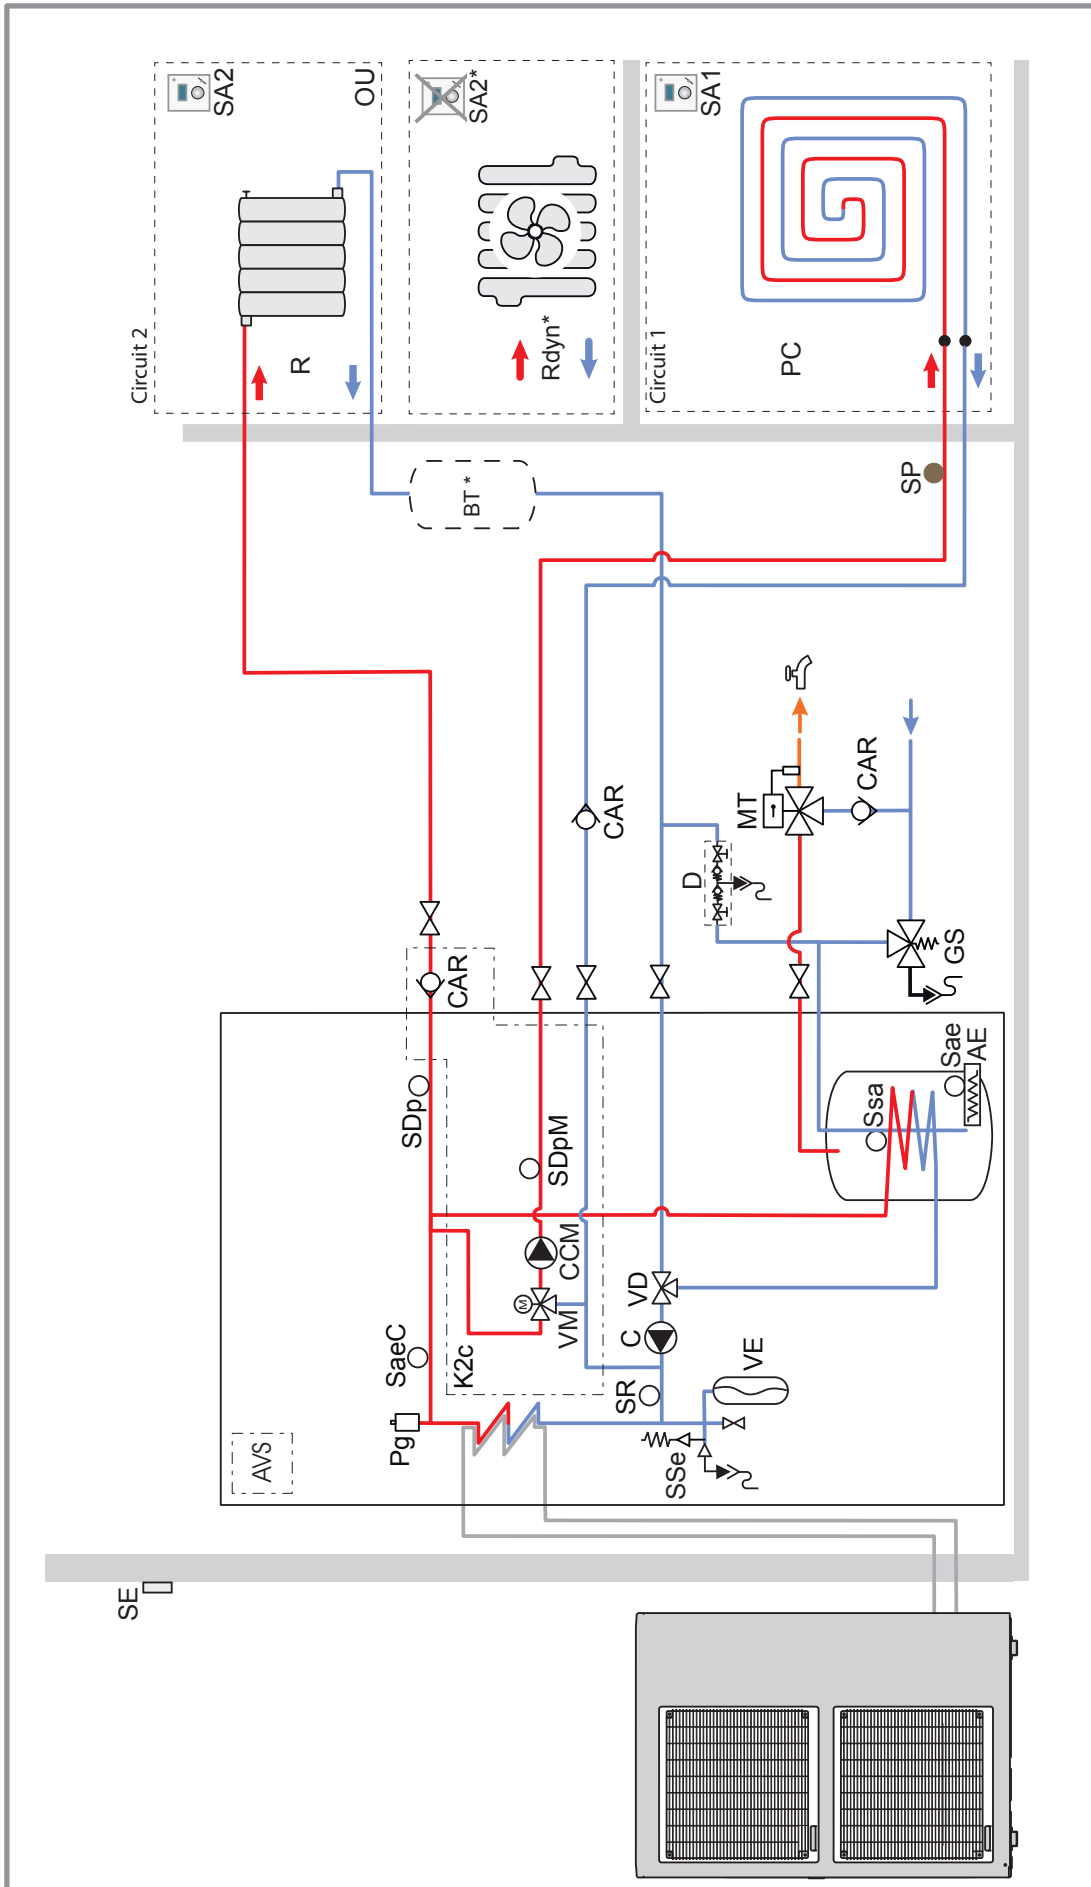 Circuit 2
SA2
OU
R
SA2*
Rdyn*
Circuit 1
SA1
PC
BT *
SP
CAR
MT
CAR
D
GS
CAR
SDp
SDpM
Sae
AE
Ssa
CCM
M
VM
VD
C
SaeC
K2c
SR
VE
Pg
SSe
AVS
SE